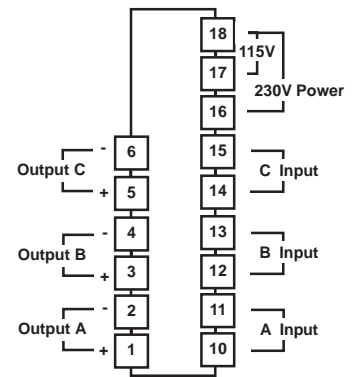 18
115V
17
230V Power
16
- 6 15
Output C C Input
+ 5 14
- 4 13
Output B B Input
+ 3 12
- 2 11
Output A A Input
+ 1 10